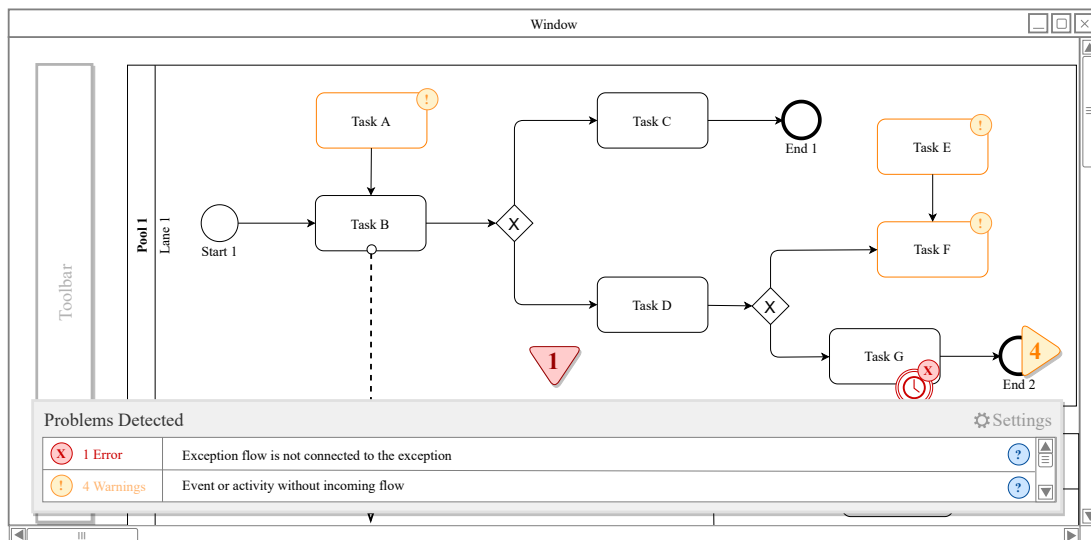 Window
Toolbar
Pool 1
Lane 1
Start 1
Task A
!
Task B
X
Task C
End 1
Task D
X
Task E
!
Task F
!
Task G
X
End 2
1
4
Problems Detected
Settings
X 1 Error Exception flow is not connected to the exception ?
! 4 Warnings Event or activity without incoming flow ?